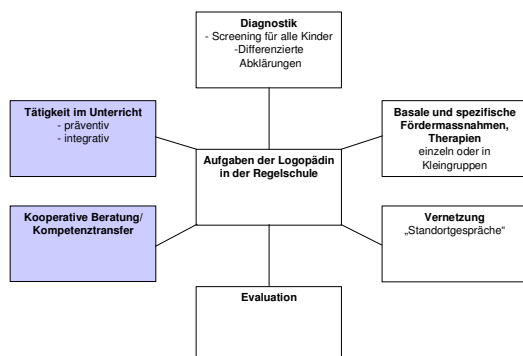 Diagnostik
- Screening für alle Kinder
-Differenzierte
Abklärungen
Tätigkeit im Unterricht
- präventiv
- integrativ
Basale und spezifische
Fördermassnahmen,
Therapien
einzeln oder in
Kleingruppen
Aufgaben der Logopädin
in der Regelschule
Kooperative Beratung/
Kompetenztransfer
Vernetzung
„Standortgespräche“
Evaluation